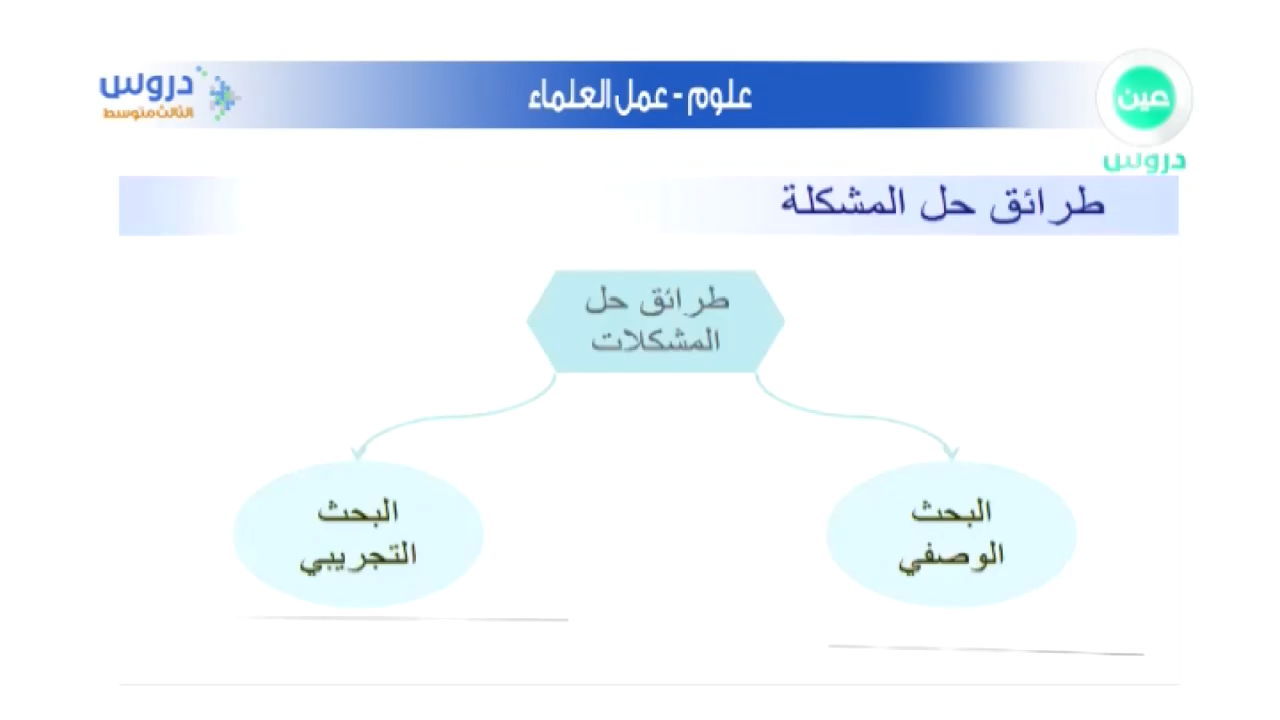 علوم - عمل العلماء
عين
دروس
دروس
الثالث متوسط
طرائق حل المشكلة
طرائق حل
المشكلات
البحث
الوصفي
البحث
التجريبي